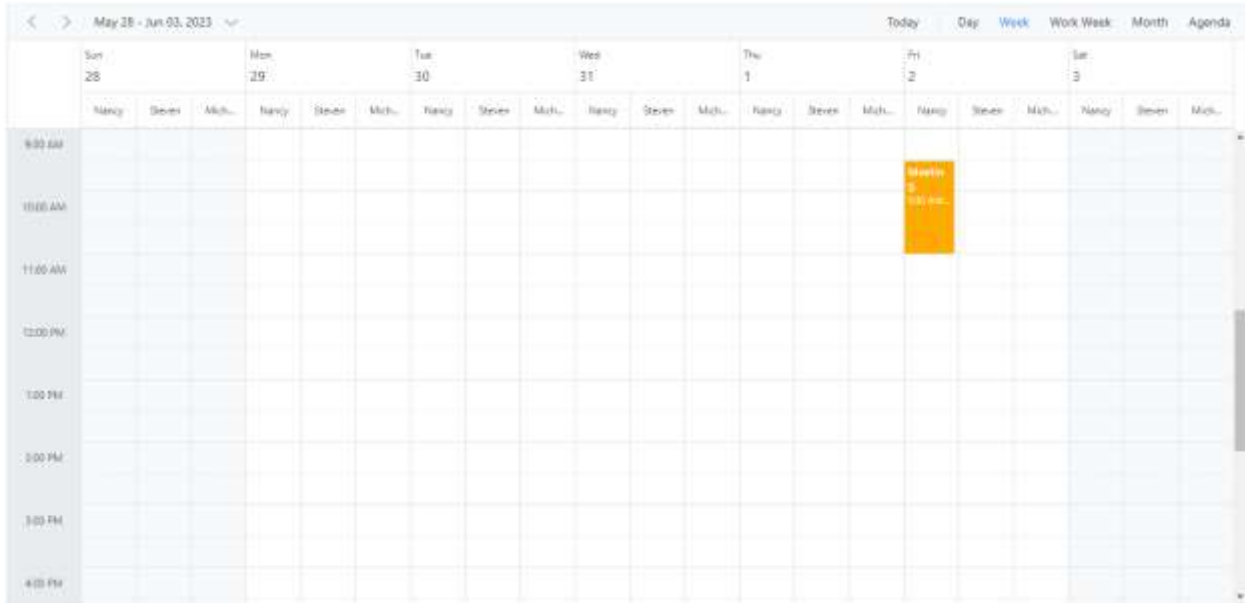 May 28 - Jun 03, 2023
Today Day Week Work Week Month Agenda
Sun Mon Tue Wed Thu Fri Sat
28 29 30 31 1 2 3
Nancy Steven Mich... Nancy Steven Mich... Nancy Steven Mich... Nancy Steven Mich... Nancy Steven Mich... Nancy Steven Mich... Nancy Steven Mich...
9:00 AM
Meetin
g
10:00 AM
11:00 AM
12:00 PM
1:00 PM
2:00 PM
3:00 PM
4:00 PM